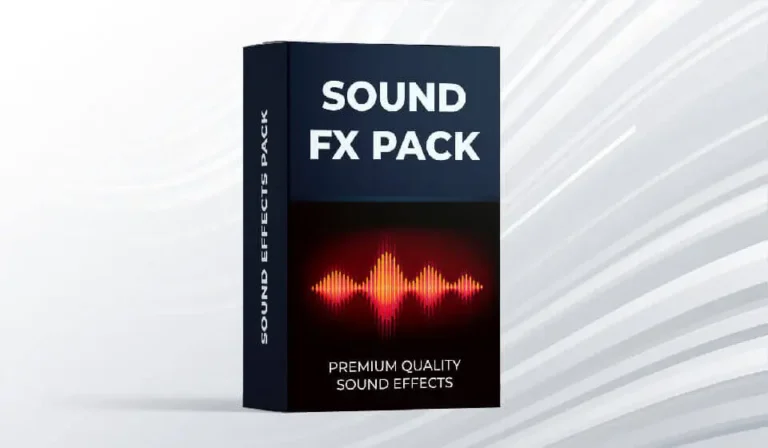 SOUND
FX PACK
PREMIUM QUALITY
SOUND EFFECTS
SOUND EFFECTS PACK